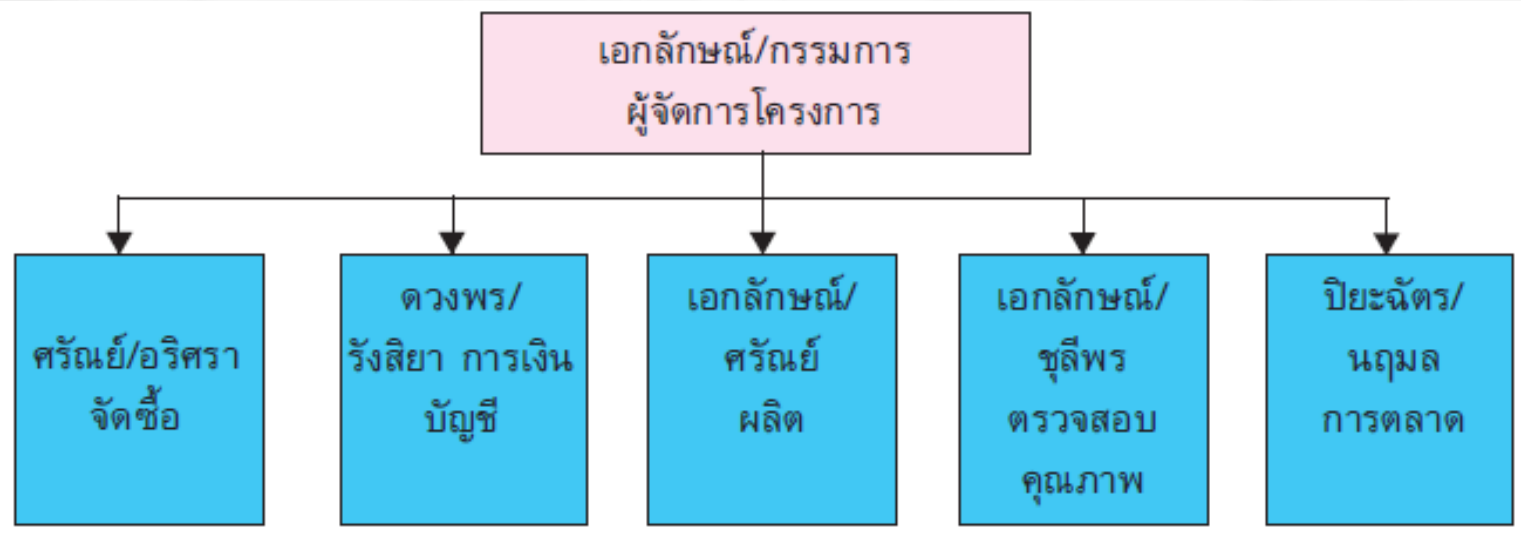 เอกลักษณ์/กรรมการ
ผู้จัดการโครงการ
ศรัณย์/อริศรา
จัดซื้อ
ดวงพร/
รังสิยา การเงิน
บัญชี
เอกลักษณ์/
ศรัณย์
ผลิต
เอกลักษณ์/
ชุลีพร
ตรวจสอบ
คุณภาพ
ปิยะฉัตร/
นฤมล
การตลาด